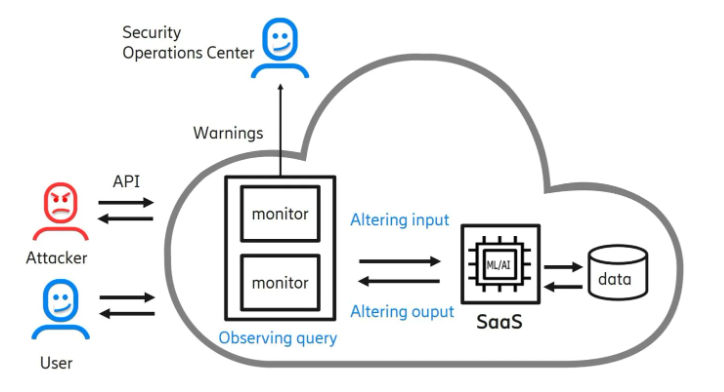 Security
Operations Center
Warnings
API
Attacker
User
monitor
monitor
Observing query
Altering input
Altering ouput
ML/AI
SaaS
data